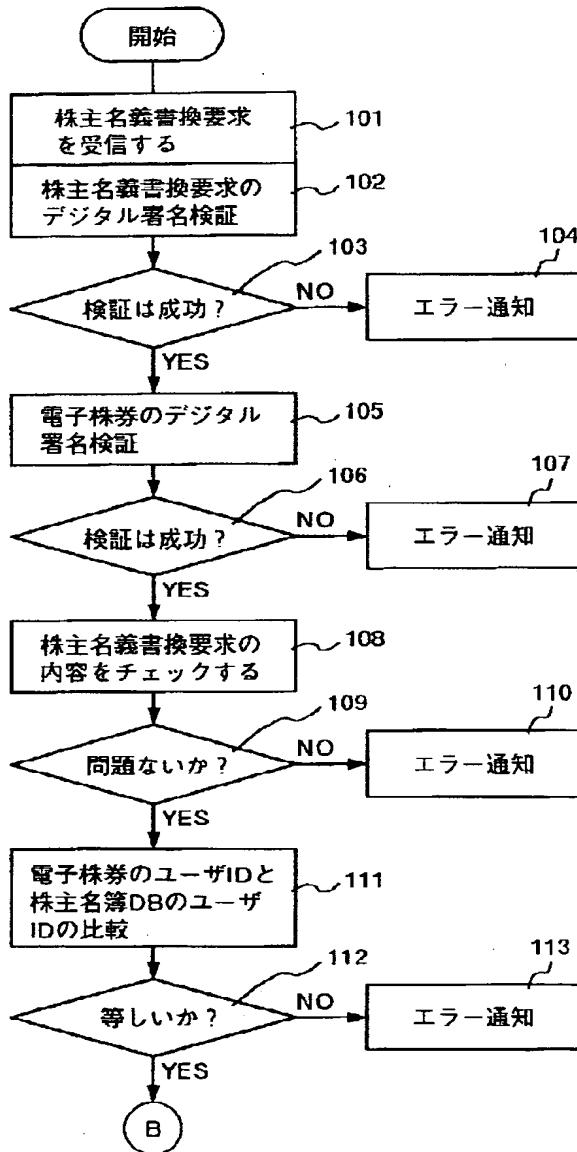 開始
株主名義書換要求
を受信する
101
株主名義書換要求の
デジタル署名検証
102
検証は成功?
103
NO
エラー通知
104
YES
電子株券のデジタル
署名検証
105
検証は成功?
106
NO
エラー通知
107
YES
株主名義書換要求の
内容をチェックする
108
問題ないか?
109
NO
エラー通知
110
YES
電子株券のユーザIDと
株主名簿DBのユーザ
IDの比較
111
等しいか?
112
NO
エラー通知
113
YES
B